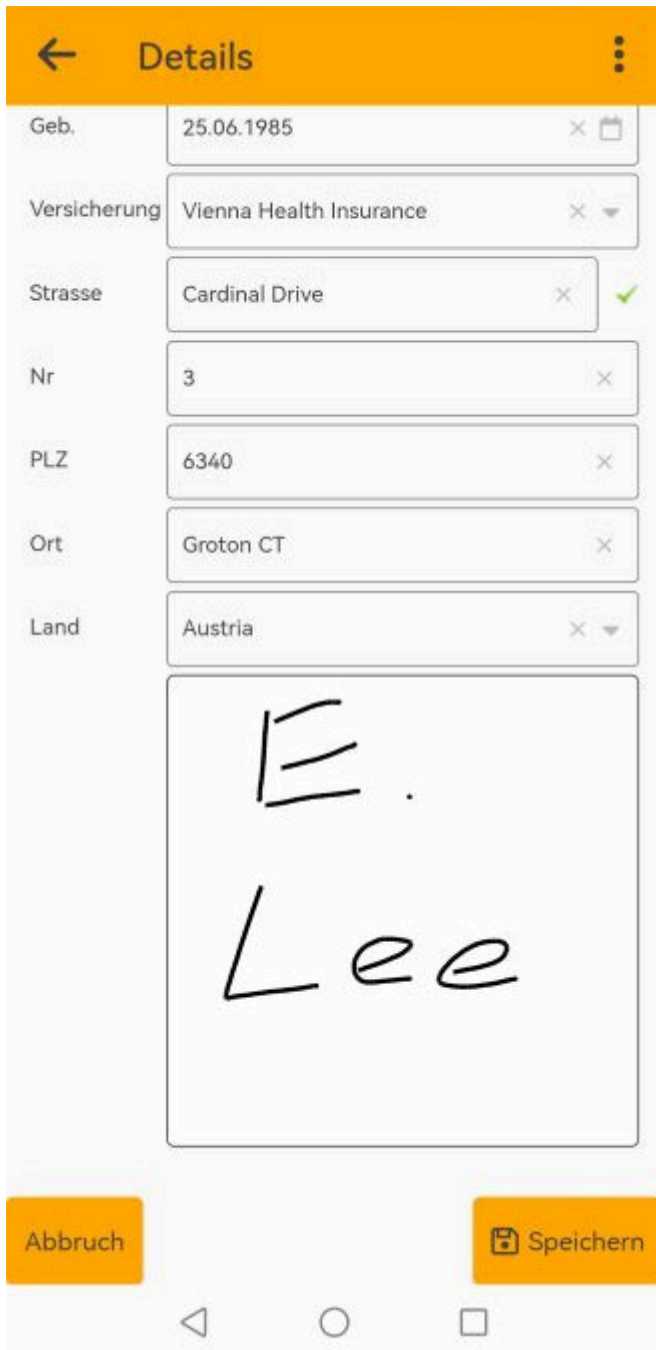 Details
Geb. 25.06.1985
Versicherung Vienna Health Insurance
Strasse Cardinal Drive
Nr 3
PLZ 6340
Ort Groton CT
Land Austria
E.
Lee
Abbruch Speichern